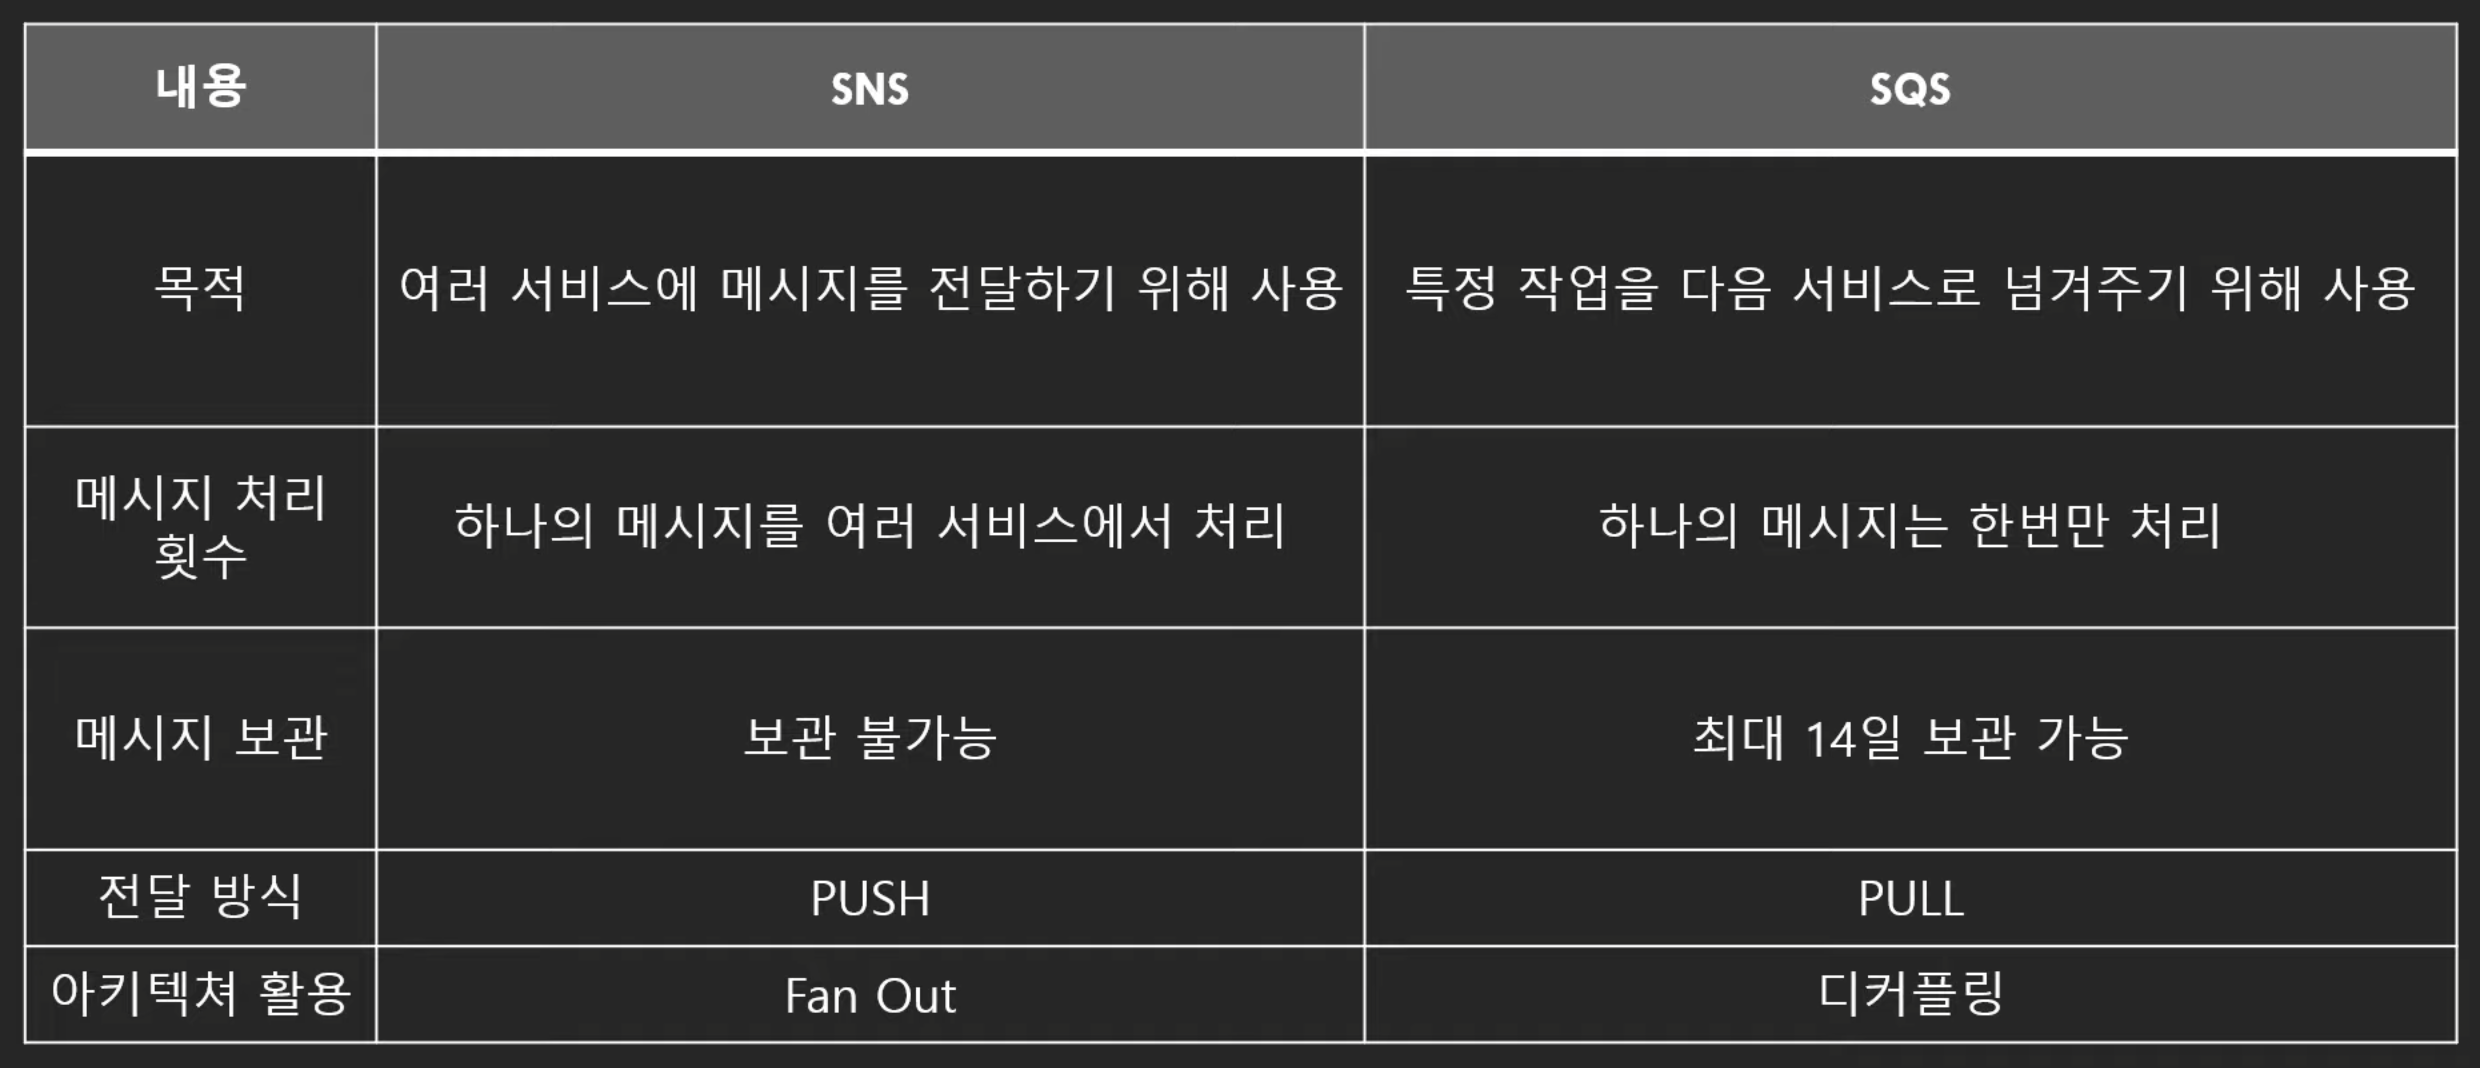 내용
SNS
SQS
목적
여러 서비스에 메시지를 전달하기 위해 사용
특정 작업을 다음 서비스로 넘겨주기 위해 사용
메시지 처리
횟수
하나의 메시지를 여러 서비스에서 처리
하나의 메시지는 한번만 처리
메시지 보관
보관 불가능
최대 14일 보관 가능
전달 방식
PUSH
PULL
아키텍쳐 활용
Fan Out
디커플링